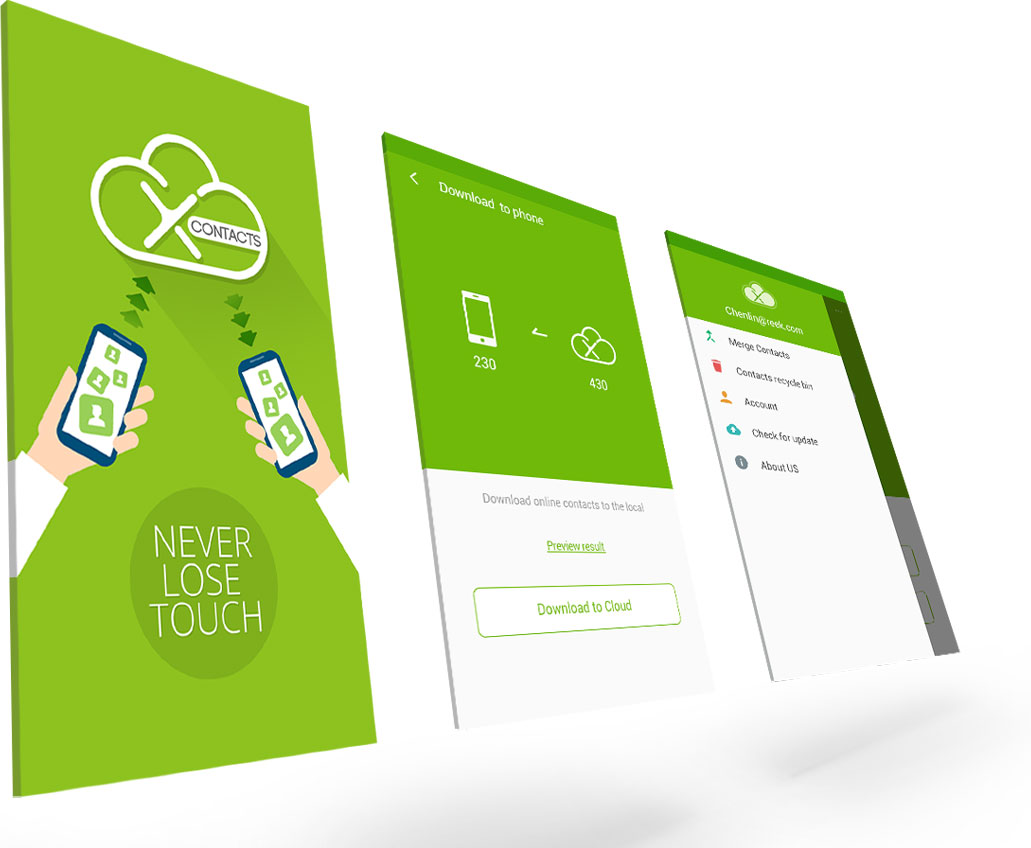 CONTACTS
NEVER
LOSE
TOUCH
Download to phone
230
430
Download online contacts to the local
Preview result
Download to Cloud
Chenlin@reek.com
Merge Contacts
Contacts recycle bin
Account
Check for update
About US